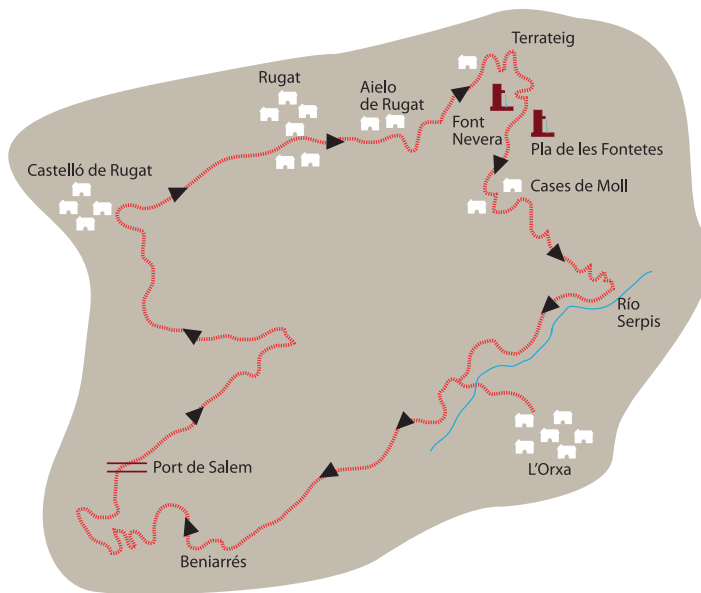 Terrateig
Rugat
Aielo
de Rugat
Font
Nevera
Pla de les Fontetes
Castelló de Rugat
Cases de Moll
Río
Serpis
Port de Salem
L'Orxa
Beniarrés